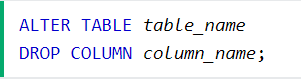 ALTER TABLE table_name
DROP COLUMN column_name;